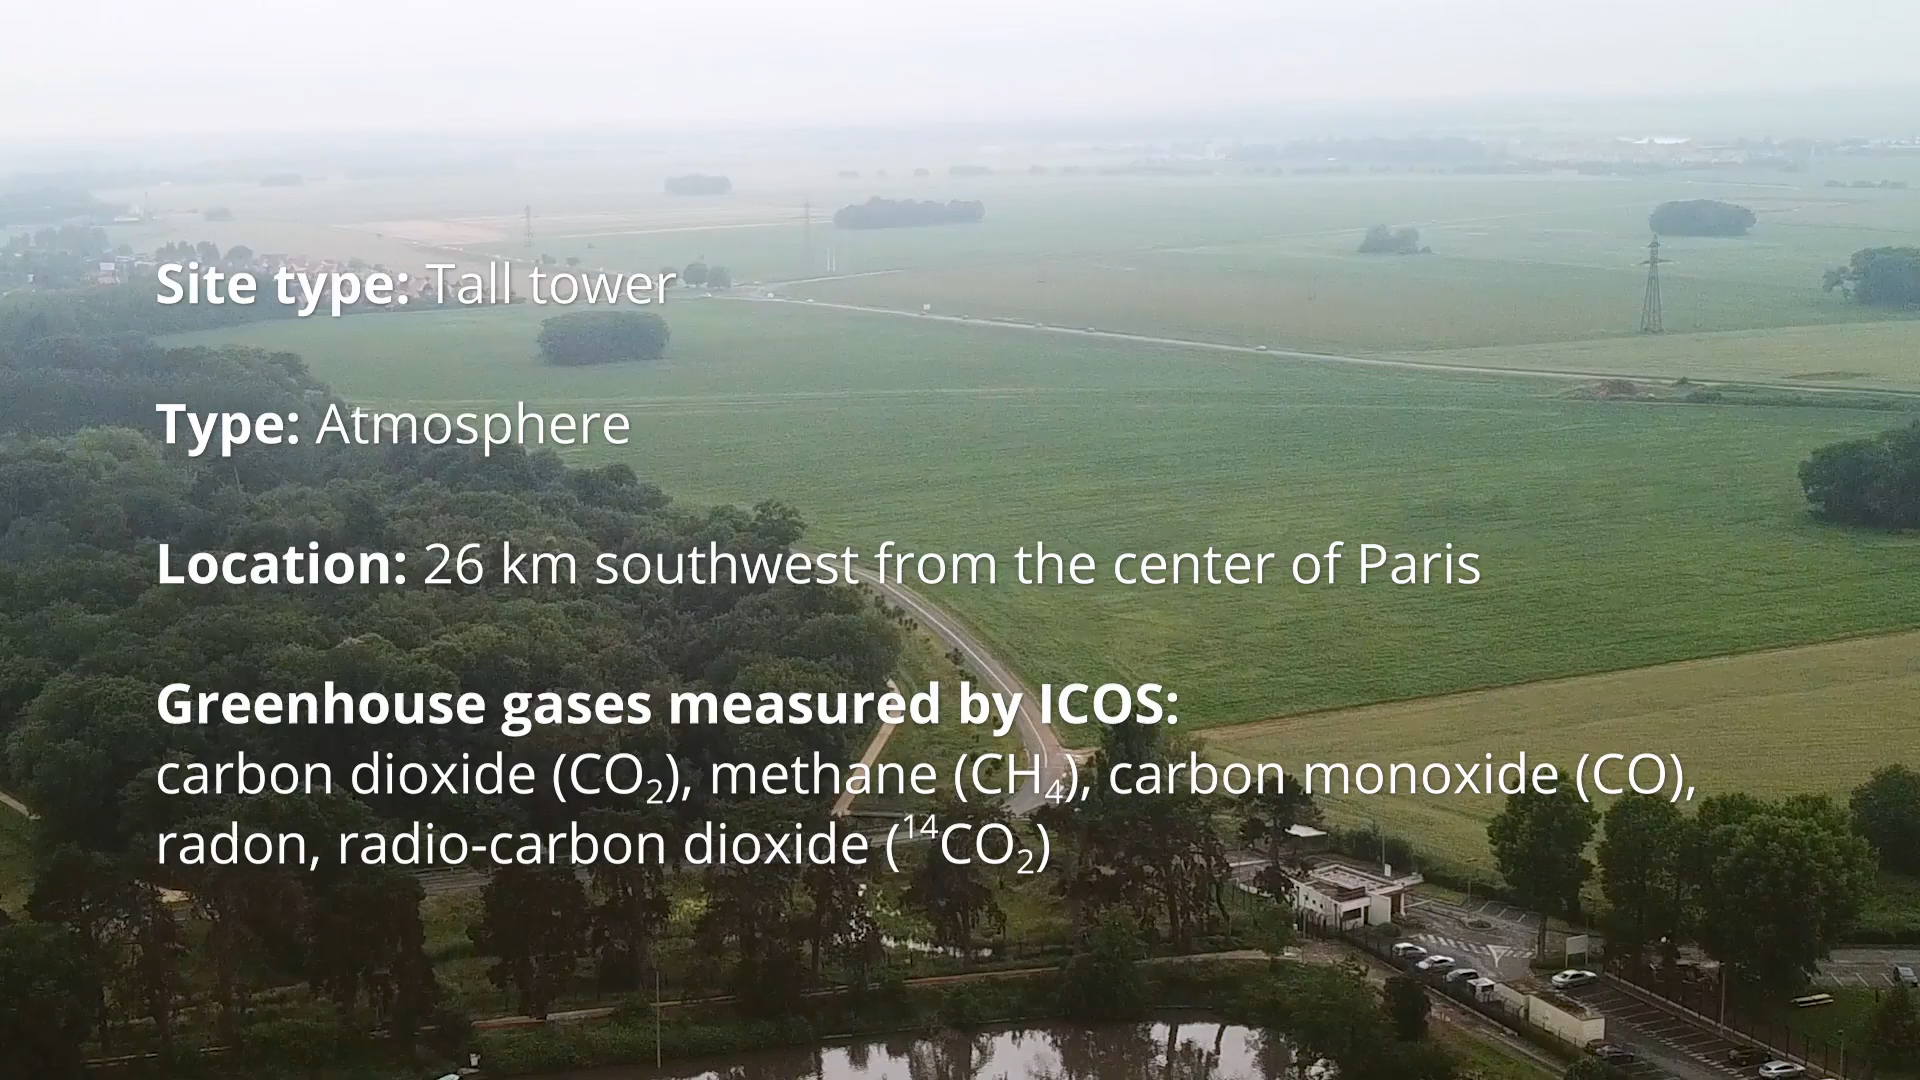 Site type: Tall tower
Type: Atmosphere
Location: 26 km southwest from the center of Paris
Greenhouse gases measured by ICOS:
carbon dioxide (CO₂), methane (CH₄), carbon monoxide (CO),
radon, radio-carbon dioxide (¹⁴CO₂)